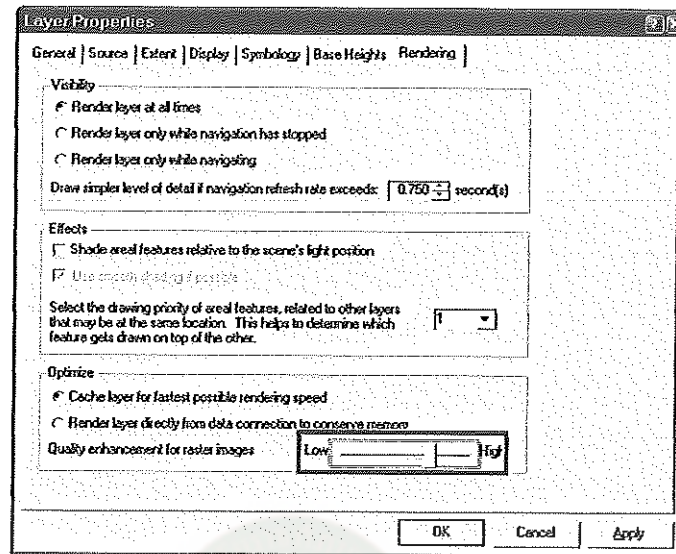 Layer Properties
General Source Extent Display Symbology Base Heights Rendering
Visibility
Render layer at all times
Render layer only while navigation has stopped
Render layer only while navigating
Draw simpler level of detail if navigation refresh rate exceeds: 0.750 second(s)
Effects
Shade areal features relative to the scene's light position
Use smooth shading if possible
Select the drawing priority of areal features, related to other layers
that may be at the same location. This helps to determine which
feature gets drawn on top of the other.
1
Optimize
Cache layer for fastest possible rendering speed
Render layer directly from data connection to conserve memory
Quality enhancement for raster images Low High
OK Cancel Apply